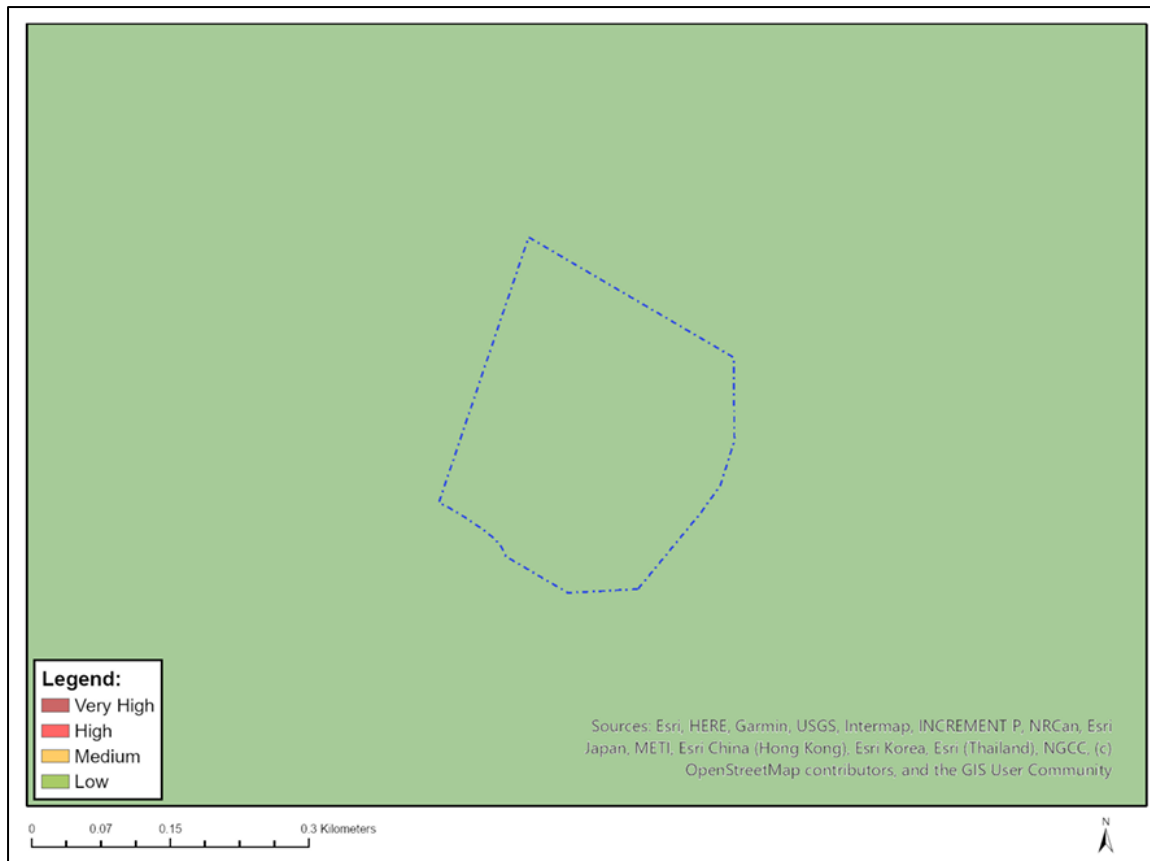 Legend:
Very High
High
Medium
Low
Sources: Esri, HERE, Garmin, USGS, Intermap, INCREMENT P, NRCan, Esri
Japan, METI, Esri China (Hong Kong), Esri Korea, Esri (Thailand), NGCC, (c)
OpenStreetMap contributors, and the GIS User Community
0 0.07 0.15 0.3 Kilometers
N